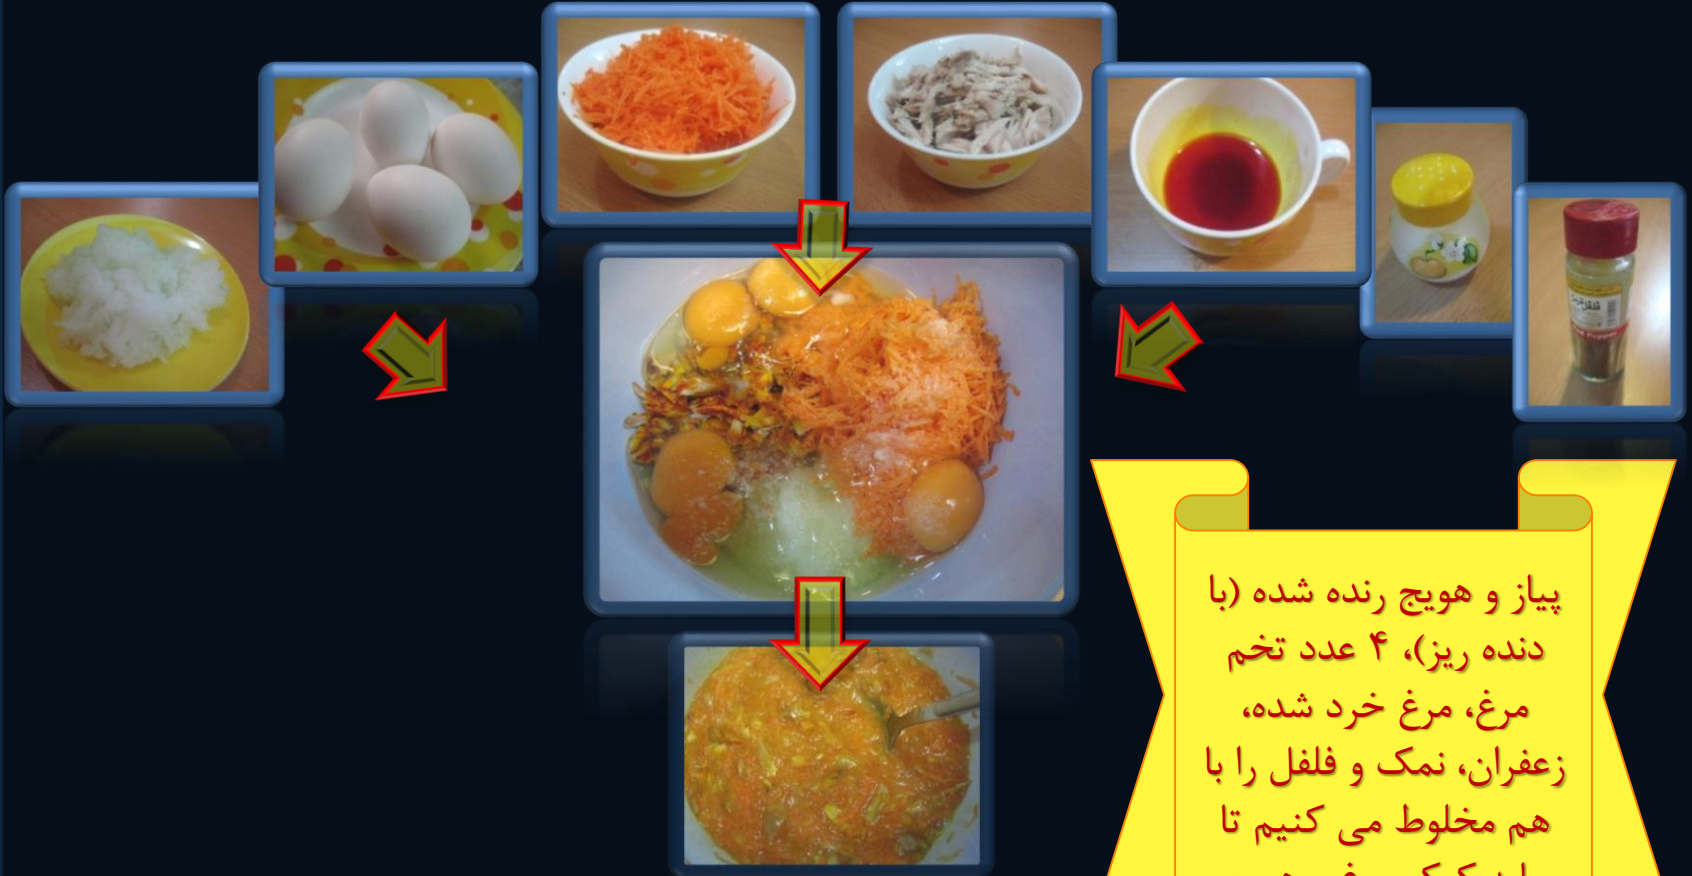 پیاز و هویج رنده شده (با
دنده ریز)، ۴ عدد تخم
مرغ، مرغ خرد شده،
زعفران، نمک و فلفل را با
هم مخلوط می کنیم تا